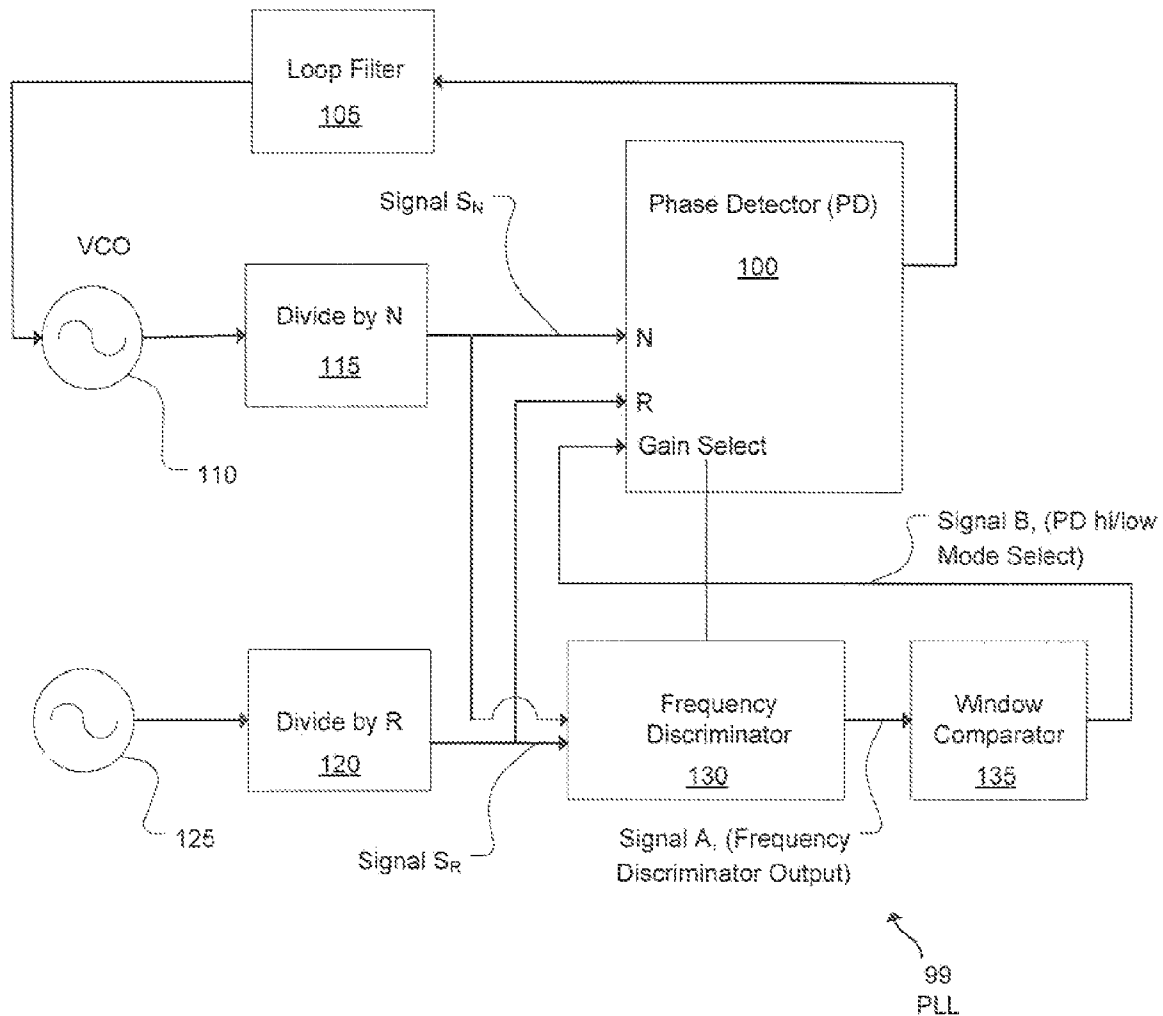 Loop Filter
105
Signal SN
Phase Detector (PD)
100
VCO
Divide by N
115
N
R
Gain Select
110
Signal B, (PD hi/low
Mode Select)
Divide by R
120
Frequency
Discriminator
130
Window
Comparator
135
125
Signal SR
Signal A, (Frequency
Discriminator Output)
99
PLL